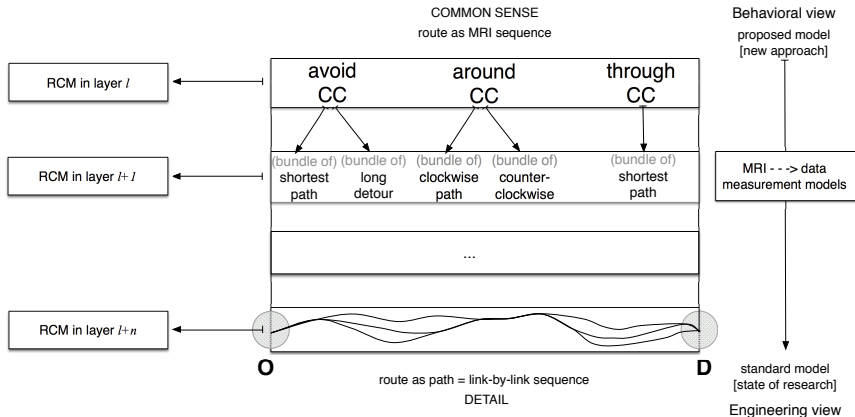 COMMON SENSE
route as MRI sequence
Behavioral view
proposed model
[new approach]
RCM in layer l
avoid
CC
around
CC
through
CC
RCM in layer l+1
(bundle of)
shortest
path
(bundle of)
long
detour
(bundle of)
clockwise
path
(bundle of)
counter-
clockwise
(bundle of)
shortest
path
MRI - - -> data
measurement models
...
RCM in layer l+n
O
D
route as path = link-by-link sequence
DETAIL
standard model
[state of research]
Engineering view